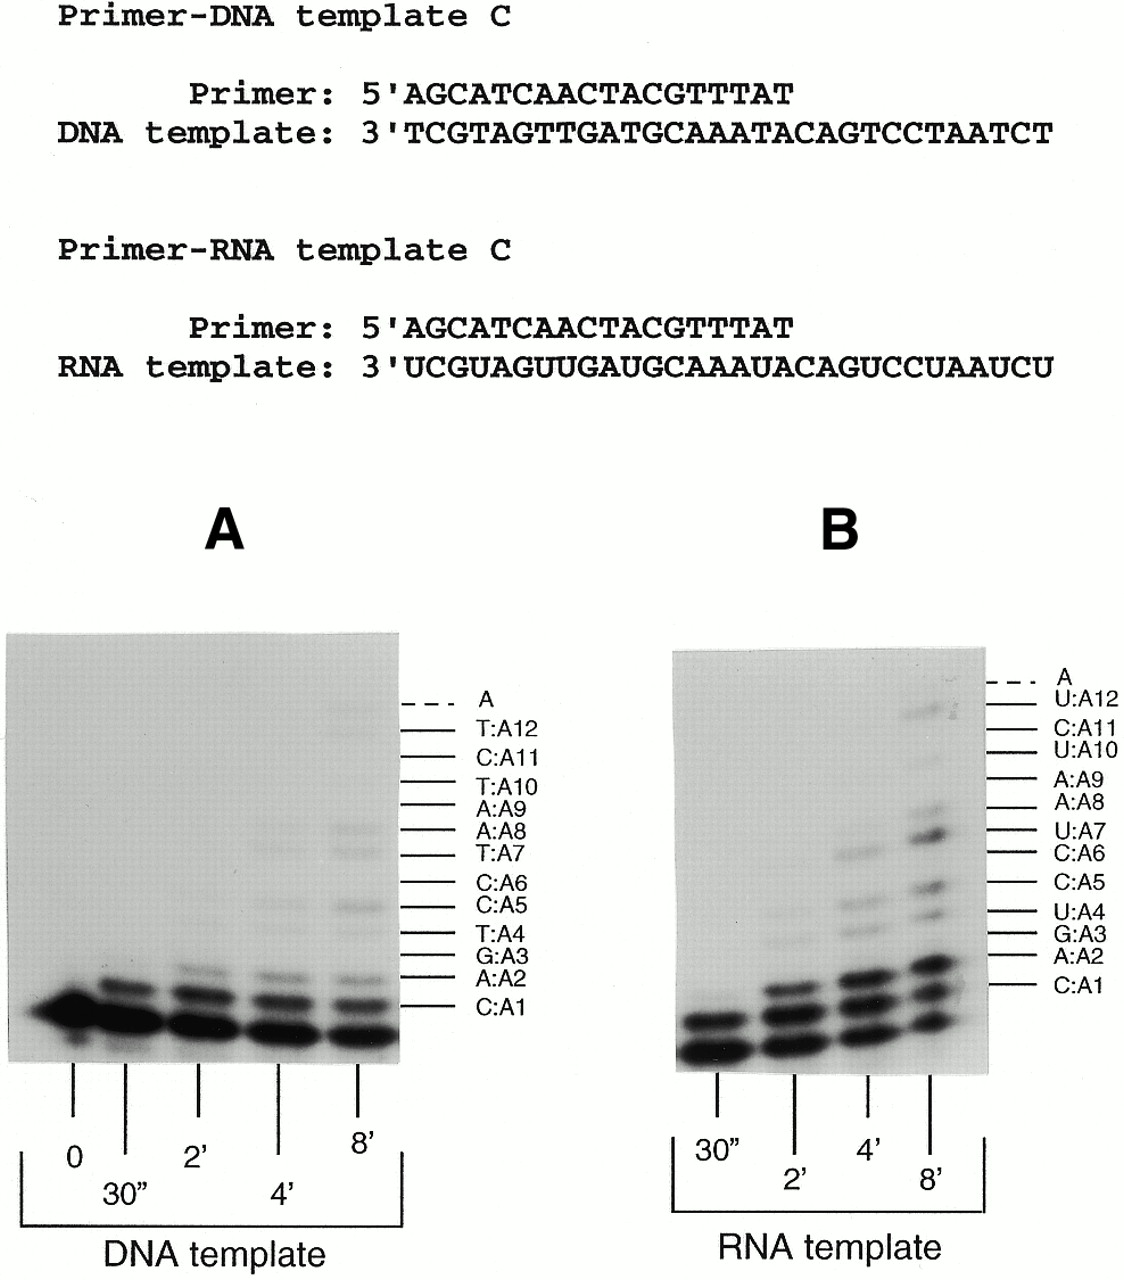 Primer-DNA template C
Primer: 5'AGCATCAACTACGTTTAT
DNA template: 3'TCGTAGTTGATGCAAATACAGTCCTAATCT
Primer-RNA template C
Primer: 5'AGCATCAACTACGTTTAT
RNA template: 3'UCGUAGUUGAUGCAAAUACAGUCCUAAUCU
A
B
A
T:A12
C:A11
T:A10
A:A9
A:A8
T:A7
C:A6
C:A5
T:A4
G:A3
A:A2
C:A1
A
U:A12
C:A11
U:A10
A:A9
A:A8
U:A7
C:A6
C:A5
U:A4
G:A3
A:A2
C:A1
0
30”
2’
4’
8’
DNA template
30”
2’
4’
8’
RNA template